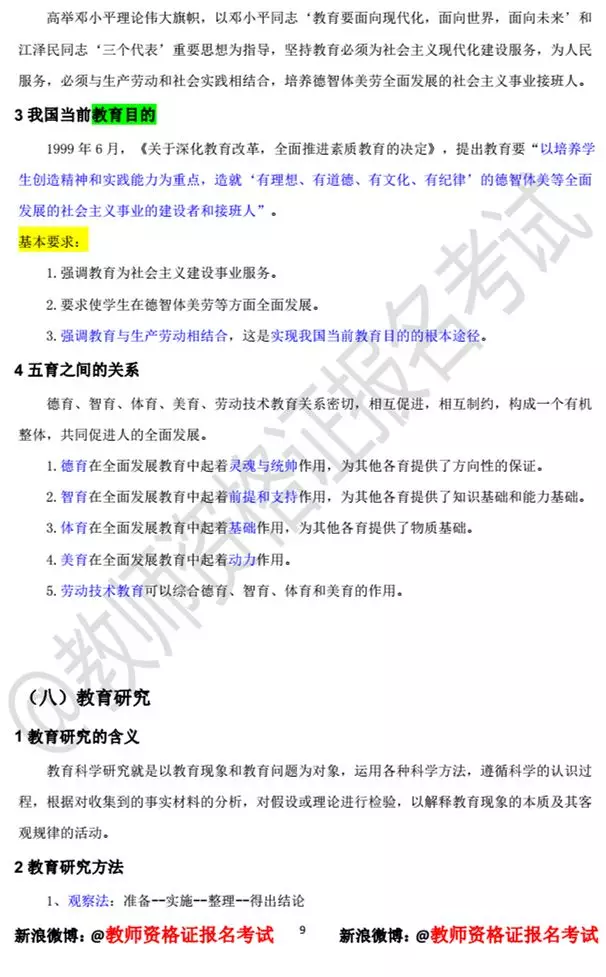 高举邓小平理论伟大旗帜，以邓小平同志‘教育要面向现代化，面向世界，面向未来’和
江泽民同志‘三个代表’重要思想为指导，坚持教育必须为社会主义现代化建设服务，为人民
服务，必须与生产劳动和社会实践相结合，培养德智体美劳全面发展的社会主义事业接班人。
3 我国当前教育目的
1999 年 6 月，《关于深化教育改革，全面推进素质教育的决定》，提出教育要“以培养学
生创造精神和实践能力为重点，造就‘有理想、有道德、有文化、有纪律’的德智体美等全面
发展的社会主义事业的建设者和接班人”。
基本要求：
1.强调教育为社会主义建设事业服务。
2.要求使学生在德智体美劳等方面全面发展。
3.强调教育与生产劳动相结合，这是实现我国当前教育目的的根本途径。
4 五育之间的关系
德育、智育、体育、美育、劳动技术教育关系密切，相互促进，相互制约，构成一个有机
整体，共同促进人的全面发展。
1.德育在全面发展教育中起着灵魂与统帅作用，为其他各育提供了方向性的保证。
2.智育在全面发展教育中起着前提和支持作用，为其他各育提供了知识基础和能力基础。
3.体育在全面发展教育中起着基础作用，为其他各育提供了物质基础。
4.美育在全面发展教育中起着动力作用。
5.劳动技术教育可以综合德育、智育、体育和美育的作用。
@教师资格证报名考试
（八）教育研究
1 教育研究的含义
教育科学研究就是以教育现象和教育问题为对象，运用各种科学方法，遵循科学的认识过
程，根据对收集到的事实材料的分析，对假设或理论进行检验，以解释教育现象的本质及其客
观规律的活动。
2 教育研究方法
1、观察法：准备--实施--整理--得出结论
新浪微博：@教师资格证报名考试 9 新浪微博：@教师资格证报名考试